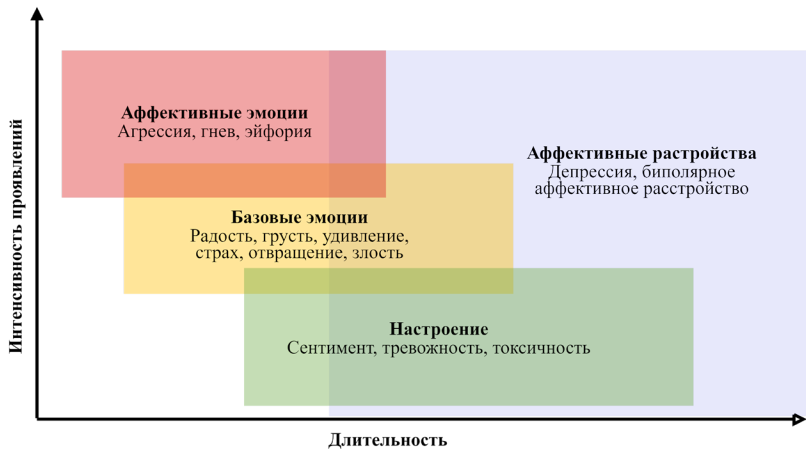 Интенсивность проявлений
Аффективные эмоции
Агрессия, гнев, эйфория
Аффективные растройства
Депрессия, биполярное
аффективное расстройство
Базовые эмоции
Радость, грусть, удивление,
страх, отвращение, злость
Настроение
Сентимент, тревожность, токсичность
Длительность